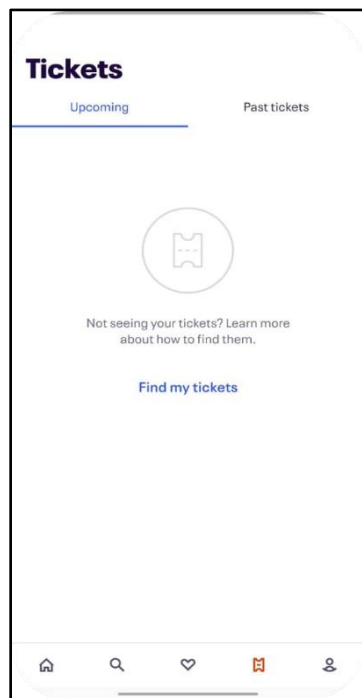 Tickets
Upcoming
Past tickets
Not seeing your tickets? Learn more
about how to find them.
Find my tickets